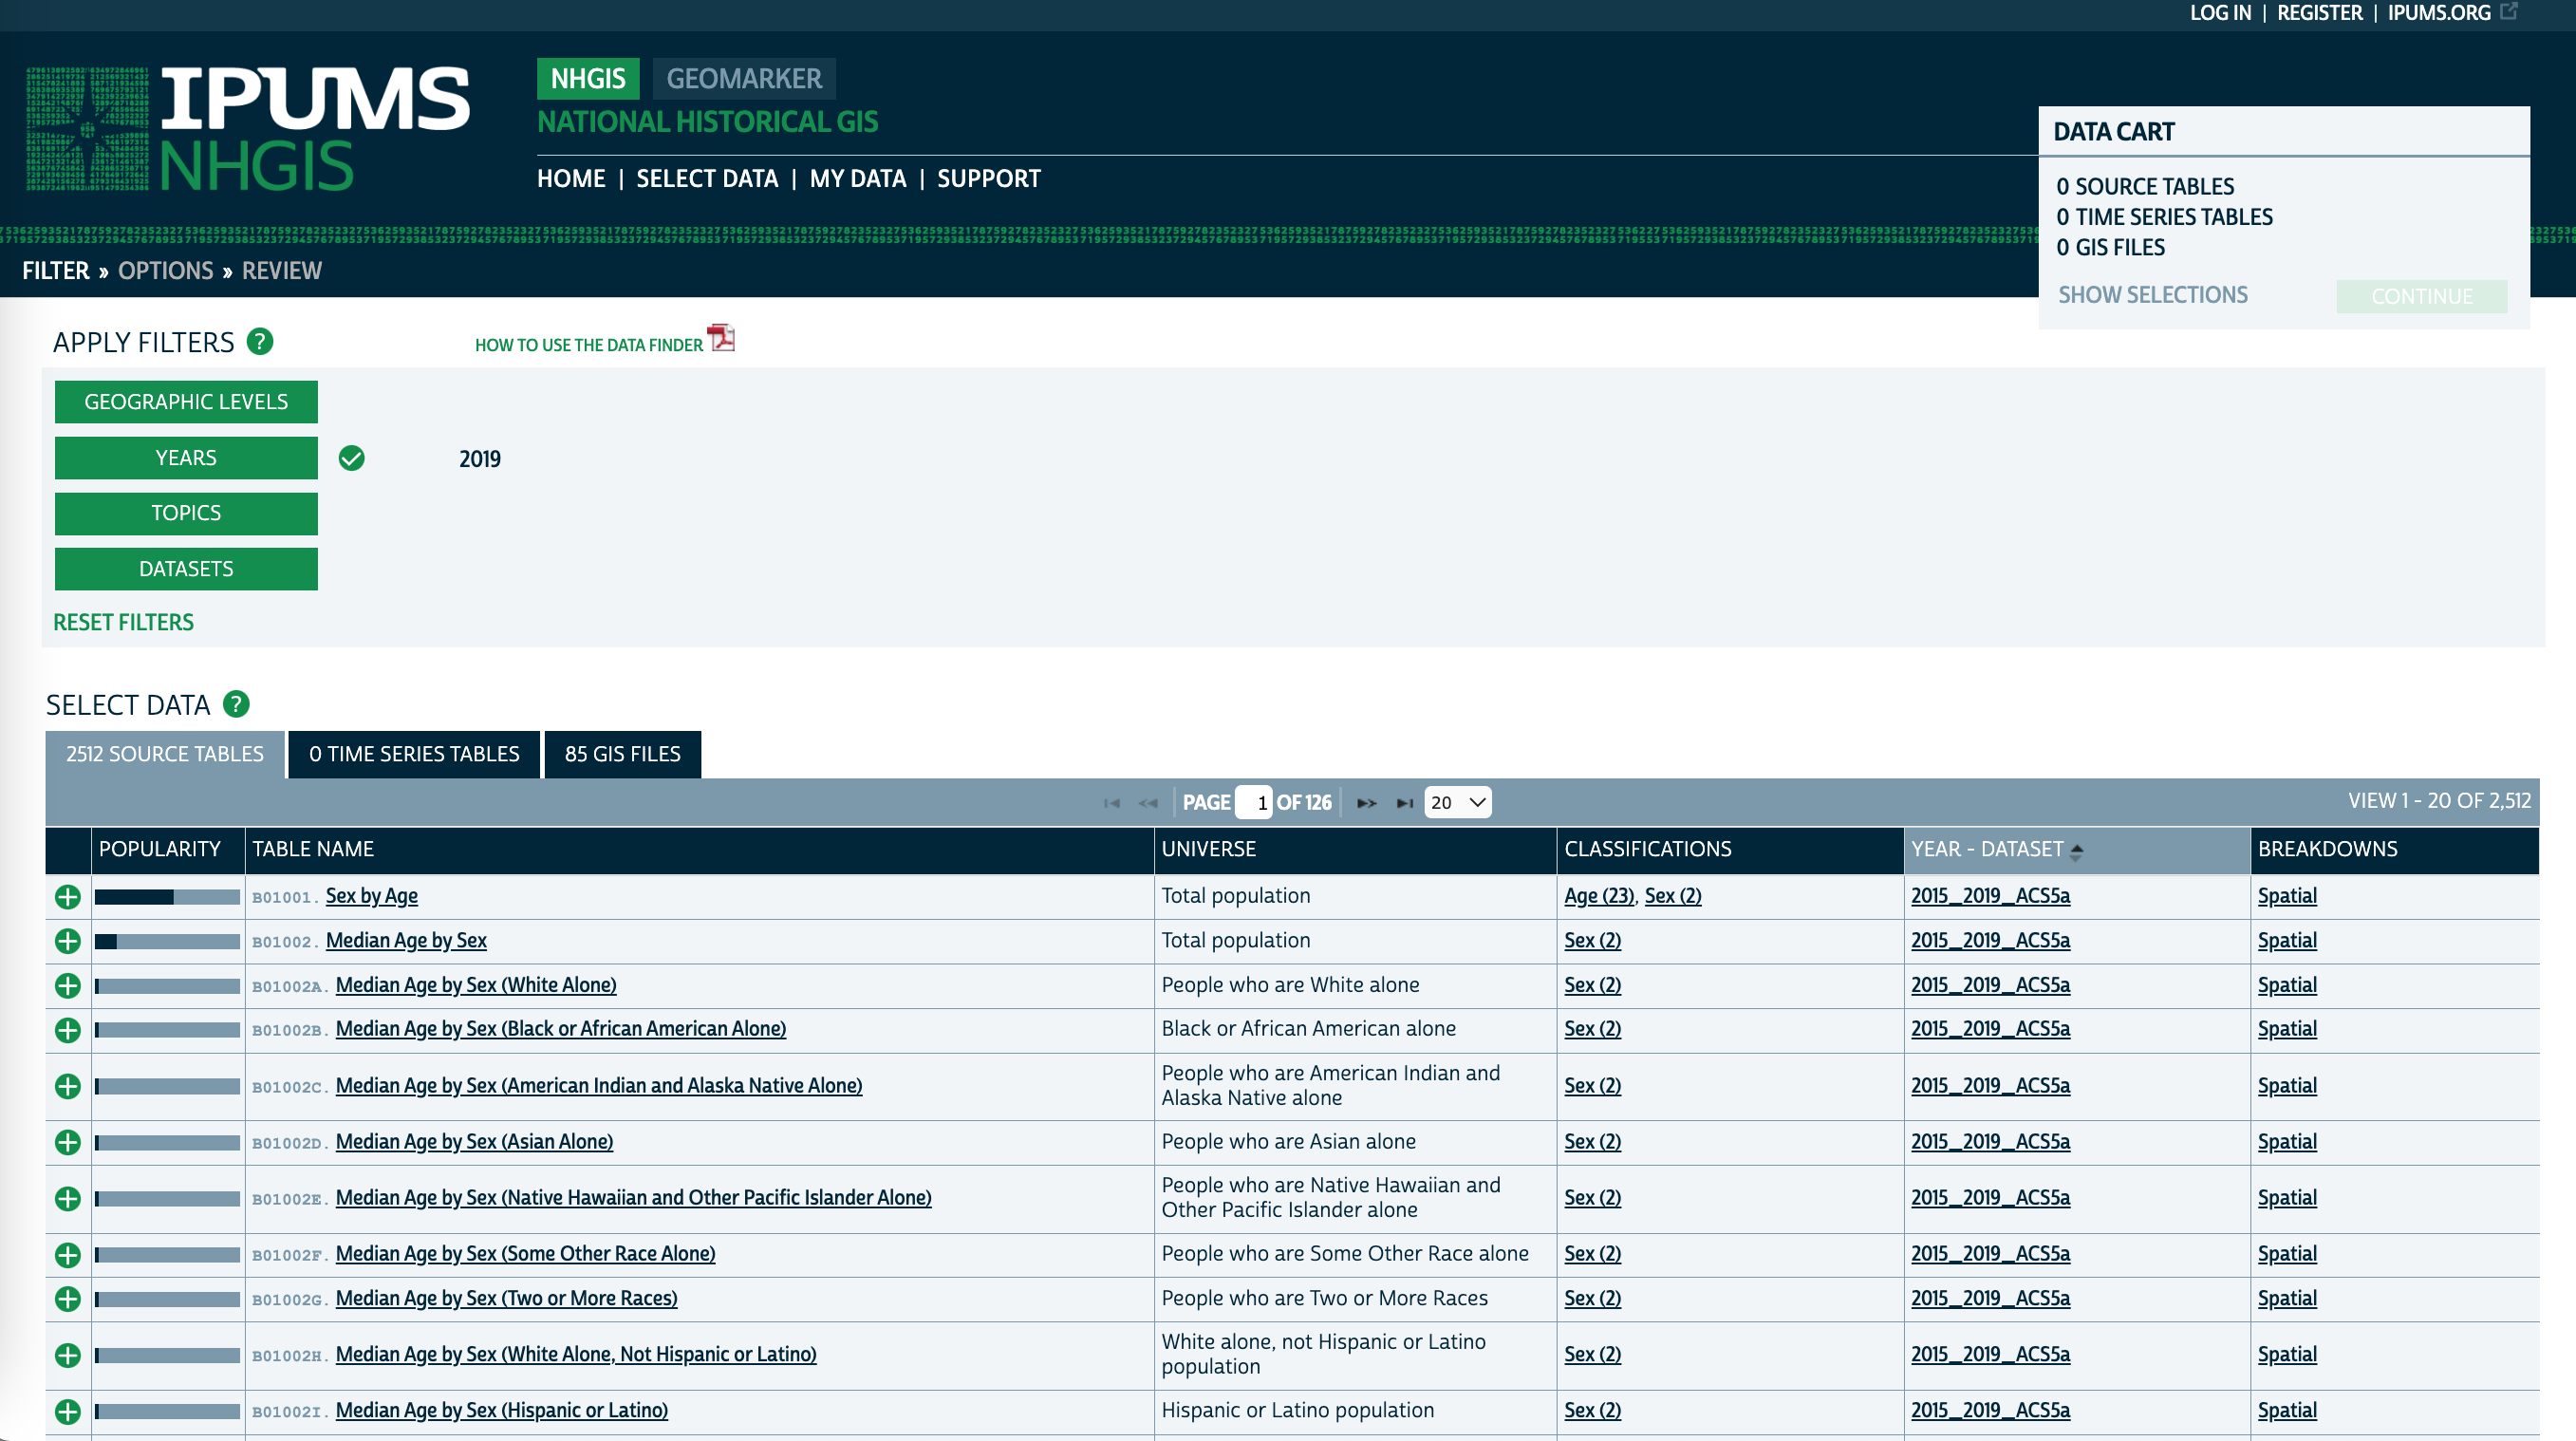 LOG IN | REGISTER | IPUMS.ORG
IPUMS
NHGIS
NHGIS GEOMARKER
NATIONAL HISTORICAL GIS
HOME | SELECT DATA | MY DATA | SUPPORT
DATA CART
0 SOURCE TABLES
0 TIME SERIES TABLES
0 GIS FILES
SHOW SELECTIONS CONTINUE
FILTER » OPTIONS » REVIEW
APPLY FILTERS ? HOW TO USE THE DATA FINDER
GEOGRAPHIC LEVELS
YEARS 2019
TOPICS
DATASETS
RESET FILTERS
SELECT DATA ?
2512 SOURCE TABLES 0 TIME SERIES TABLES 85 GIS FILES
PAGE 1 OF 126 20 VIEW 1 - 20 OF 2,512
POPULARITY TABLE NAME UNIVERSE CLASSIFICATIONS YEAR - DATASET BREAKDOWNS
B01001. Sex by Age Total population Age (23), Sex (2) 2015_2019_ACS5a Spatial
B01002. Median Age by Sex Total population Sex (2) 2015_2019_ACS5a Spatial
B01002A. Median Age by Sex (White Alone) People who are White alone Sex (2) 2015_2019_ACS5a Spatial
B01002B. Median Age by Sex (Black or African American Alone) Black or African American alone Sex (2) 2015_2019_ACS5a Spatial
B01002C. Median Age by Sex (American Indian and Alaska Native Alone) People who are American Indian and
Alaska Native alone Sex (2) 2015_2019_ACS5a Spatial
B01002D. Median Age by Sex (Asian Alone) People who are Asian alone Sex (2) 2015_2019_ACS5a Spatial
B01002E. Median Age by Sex (Native Hawaiian and Other Pacific Islander Alone) People who are Native Hawaiian and
Other Pacific Islander alone Sex (2) 2015_2019_ACS5a Spatial
B01002F. Median Age by Sex (Some Other Race Alone) People who are Some Other Race alone Sex (2) 2015_2019_ACS5a Spatial
B01002G. Median Age by Sex (Two or More Races) People who are Two or More Races Sex (2) 2015_2019_ACS5a Spatial
B01002H. Median Age by Sex (White Alone, Not Hispanic or Latino) White alone, not Hispanic or Latino
population Sex (2) 2015_2019_ACS5a Spatial
B01002I. Median Age by Sex (Hispanic or Latino) Hispanic or Latino population Sex (2) 2015_2019_ACS5a Spatial